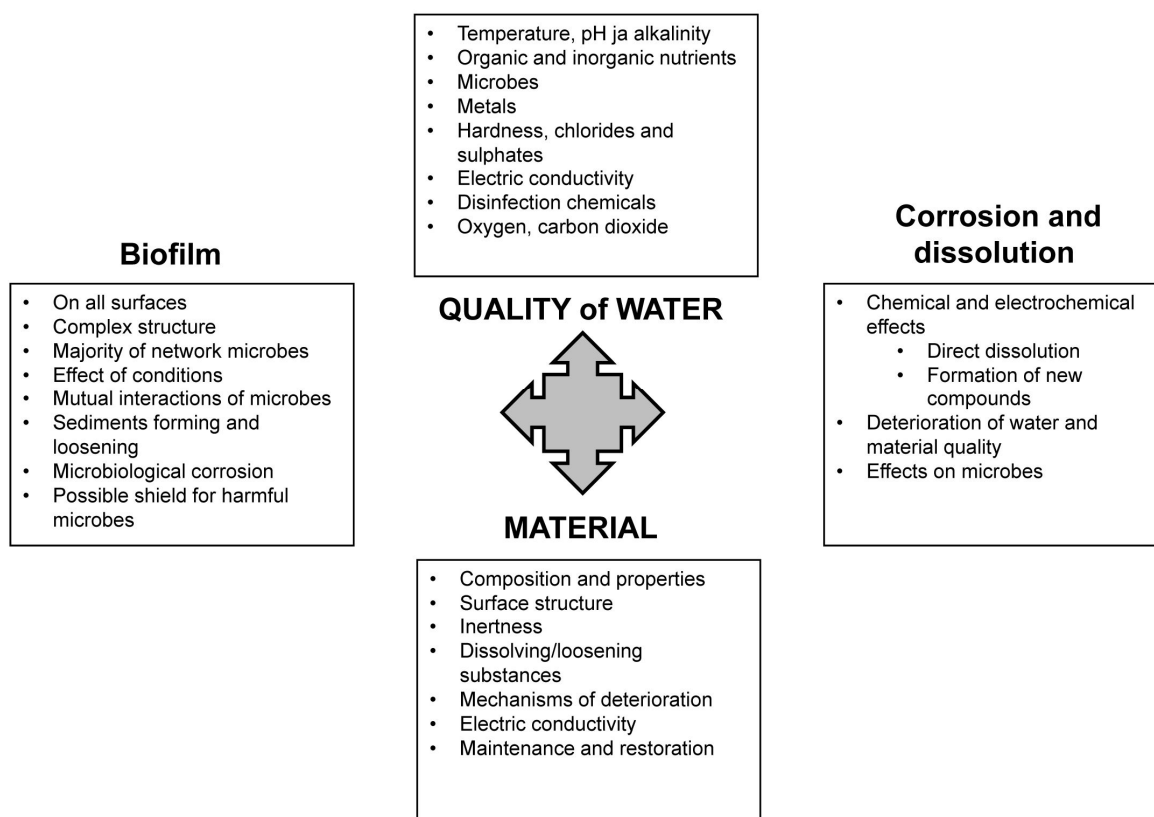 • Temperature, pH ja alkalinity
• Organic and inorganic nutrients
• Microbes
• Metals
• Hardness, chlorides and
sulphates
• Electric conductivity
• Disinfection chemicals
• Oxygen, carbon dioxide
QUALITY of WATER
Biofilm
• On all surfaces
• Complex structure
• Majority of network microbes
• Effect of conditions
• Mutual interactions of microbes
• Sediments forming and
loosening
• Microbiological corrosion
• Possible shield for harmful
microbes
Corrosion and
dissolution
• Chemical and electrochemical
effects
• Direct dissolution
• Formation of new
compounds
• Deterioration of water and
material quality
• Effects on microbes
MATERIAL
• Composition and properties
• Surface structure
• Inertness
• Dissolving/loosening
substances
• Mechanisms of deterioration
• Electric conductivity
• Maintenance and restoration